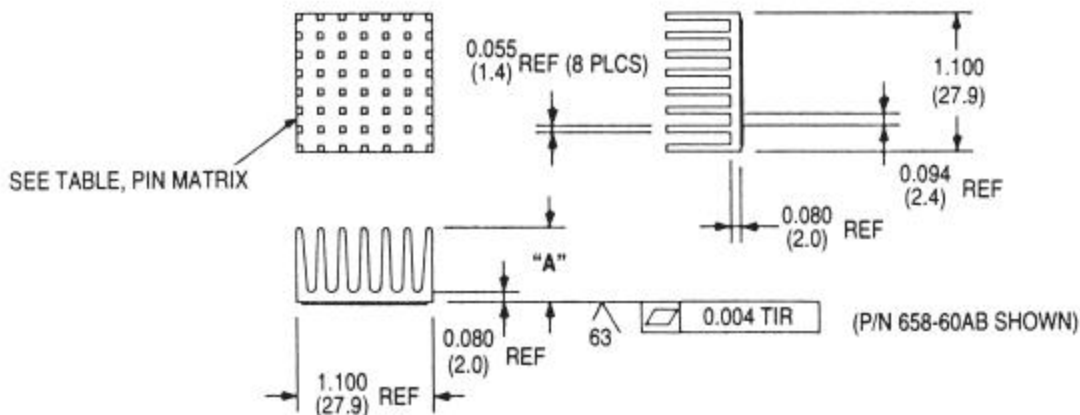 0.055
(1.4) REF (8 PLCS)
1.100
(27.9)
SEE TABLE, PIN MATRIX
0.094
(2.4) REF
0.080
(2.0) REF
"A"
0.004 TIR
(P/N 658-60AB SHOWN)
63
0.080
(2.0) REF
1.100
(27.9) REF